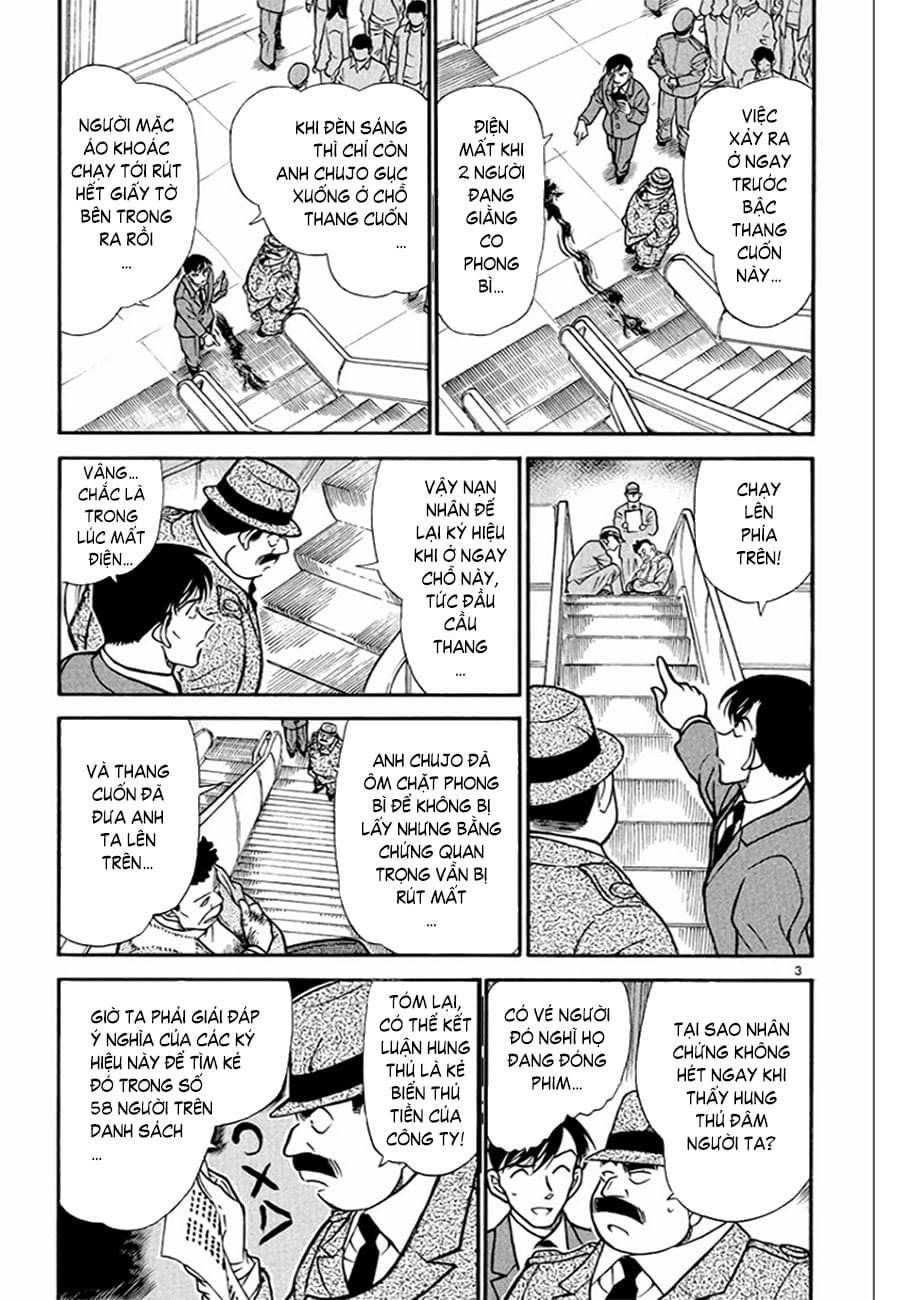 VIỆC
XẢY RA
Ở NGAY
TRƯỚC
BẬC
THANG
CUỐN
NÀY...
ĐIỆN
MẤT KHI
2 NGƯỜI
ĐANG
GIẰNG
CO
PHONG
BÌ...
KHI ĐÈN SÁNG
THÌ CHỈ CÒN
ANH CHUJO GỤC
XUỐNG Ở CHỖ
THANG CUỐN
...
NGƯỜI MẶC
ÁO KHOÁC
CHẠY TỚI RÚT
HẾT GIẤY TỜ
BÊN TRONG
RA RỒI
...
CHẠY
LÊN
PHÍA
TRÊN!
VẬY NẠN
NHÂN ĐỂ
LẠI KÝ HIỆU
KHI Ở NGAY
CHỖ NÀY,
TỨC ĐẦU
CẦU
THANG
...
VÂNG...
CHẮC LÀ
TRONG
LÚC MẤT
ĐIỆN...
ANH CHUJO ĐÃ
ÔM CHẶT PHONG
BÌ ĐỂ KHÔNG BỊ
LẤY NHƯNG BẰNG
CHỨNG QUAN
TRỌNG VẪN BỊ
RÚT MẤT
...
VÀ THANG
CUỐN ĐÃ
ĐƯA ANH
TA LÊN
TRÊN...
3
TẠI SAO NHÂN
CHỨNG KHÔNG
HÉT NGAY KHI
THẤY HUNG
THỦ ĐÂM
NGƯỜI TA?
CÓ VẺ NGƯỜI
ĐÓ NGHĨ HỌ
ĐANG ĐÓNG
PHIM...
TÓM LẠI,
CÓ THỂ KẾT
LUẬN HUNG
THỦ LÀ KẺ
BIỂN THỦ
TIỀN CỦA
CÔNG TY!
GIỜ TA PHẢI GIẢI ĐÁP
Ý NGHĨA CỦA CÁC KÝ
HIỆU NÀY ĐỂ TÌM KẺ
ĐÓ TRONG SỐ
58 NGƯỜI TRÊN
DANH SÁCH
...
C×△